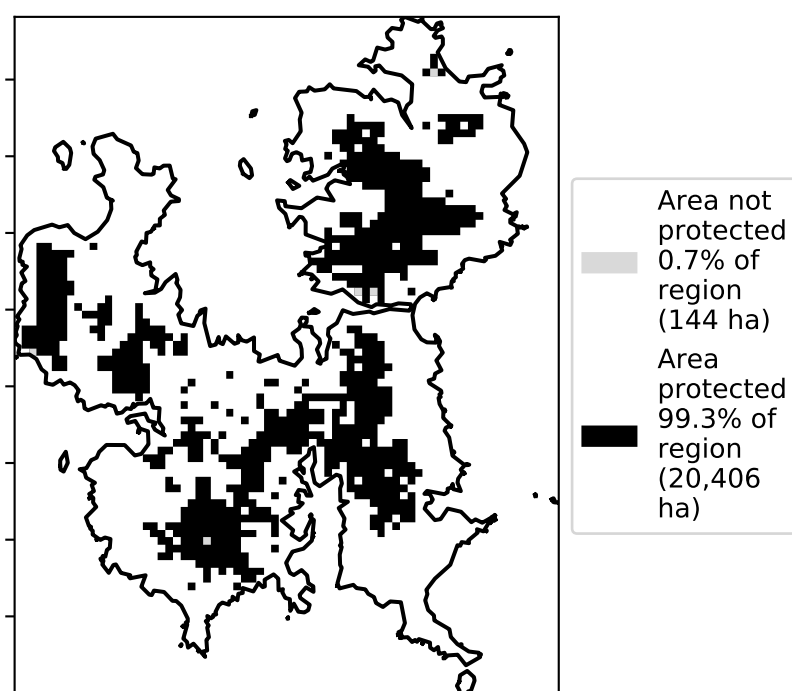 Area not
protected
0.7% of
region
(144 ha)
Area
protected
99.3% of
region
(20,406
ha)